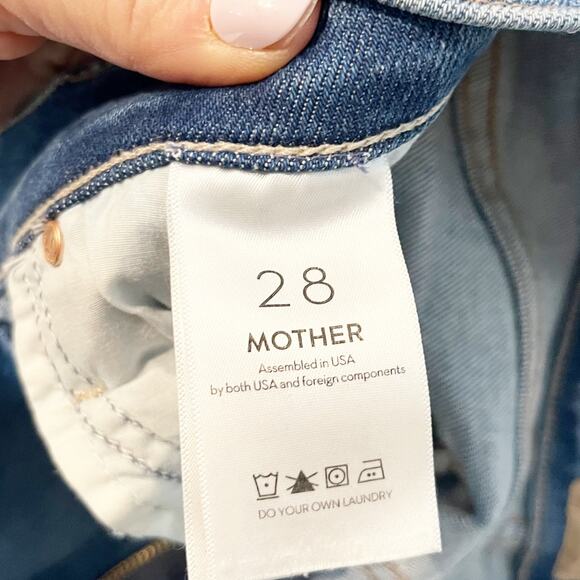 28
MOTHER
Assembled in USA
by both USA and foreign components
DO YOUR OWN LAUNDRY